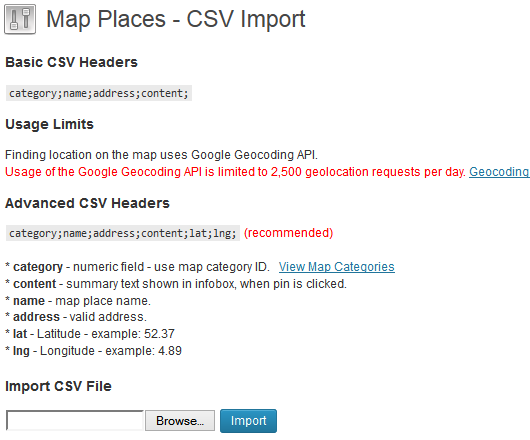 Map Places - CSV Import
Basic CSV Headers
category;name;address;content;
Usage Limits
Finding location on the map uses Google Geocoding API.
Usage of the Google Geocoding API is limited to 2,500 geolocation requests per day. Geocoding
Advanced CSV Headers
category;name;address;content;lat;lng; (recommended)
* category - numeric field - use map category ID. View Map Categories
* content - summary text shown in infobox, when pin is clicked.
* name - map place name.
* address - valid address.
* lat - Latitude - example: 52.37
* lng - Longitude - example: 4.89
Import CSV File
Browse... Import